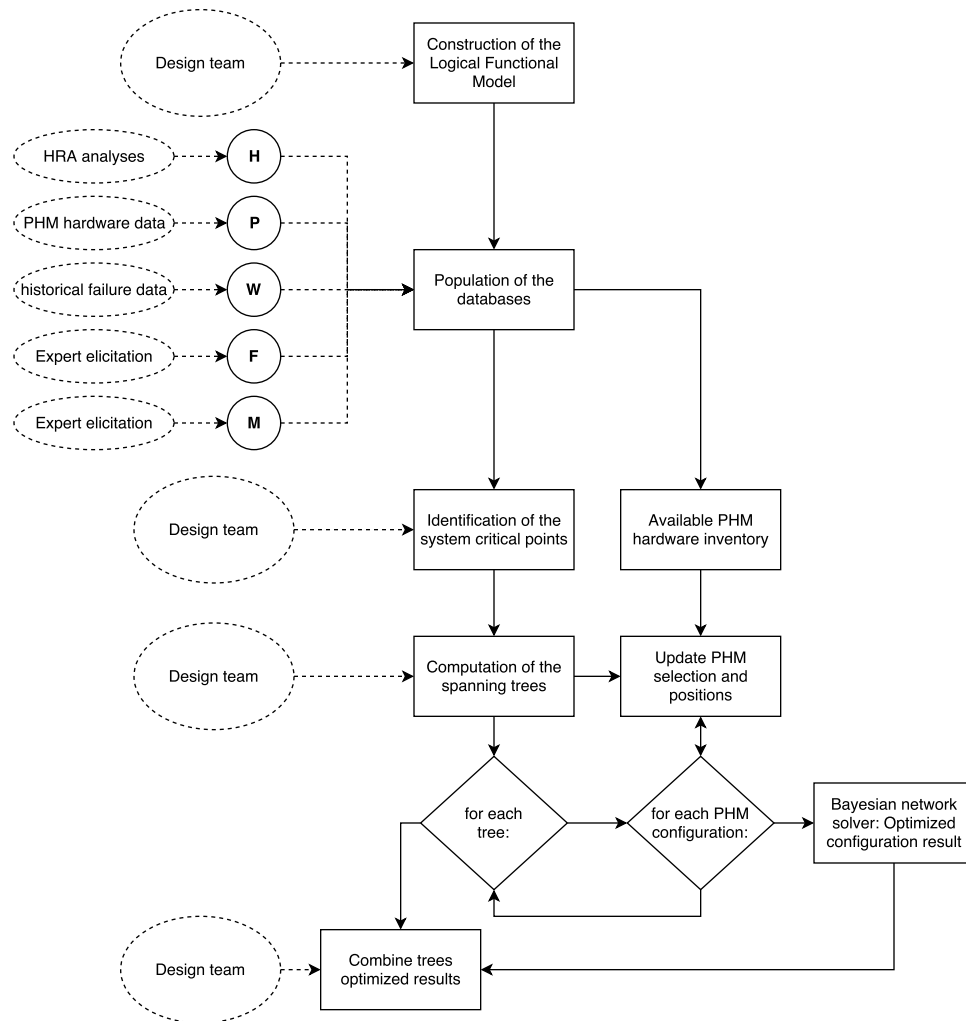 Design team
Construction of the
Logical Functional
Model
HRA analyses
H
PHM hardware data
P
historical failure data
W
Expert elicitation
F
Expert elicitation
M
Population of the
databases
Design team
Identification of the
system critical points
Available PHM
hardware inventory
Design team
Computation of the
spanning trees
Update PHM
selection and
positions
for each
tree:
for each PHM
configuration:
Bayesian network
solver: Optimized
configuration result
Design team
Combine trees
optimized results